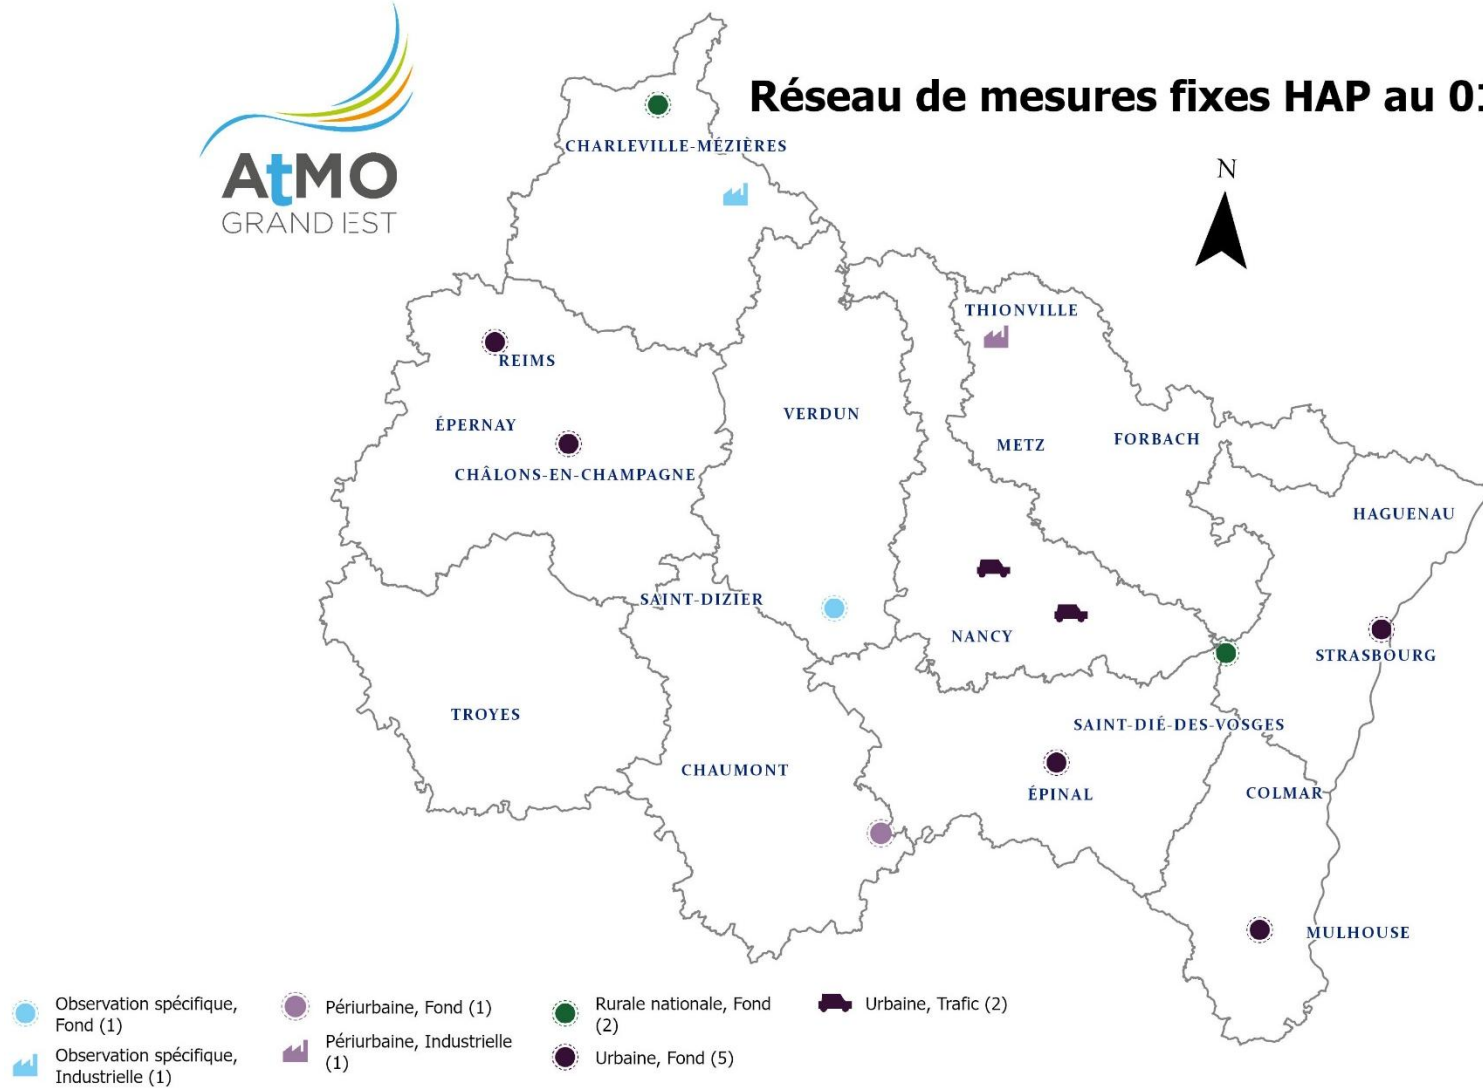 AtMO
GRAND EST
Réseau de mesures fixes HAP au 01
N
CHARLEVILLE-MÉZIÈRES
THIONVILLE
REIMS
VERDUN
ÉPERNAY
METZ
FORBACH
CHÂLONS-EN-CHAMPAGNE
HAGUENAU
SAINT-DIZIER
NANCY
STRASBOURG
TROYES
SAINT-DIÉ-DES-VOSGES
CHAUMONT
ÉPINAL
COLMAR
MULHOUSE
Observation spécifique,
Fond (1)
Observation spécifique,
Industrielle (1)
Périurbaine, Fond (1)
Périurbaine, Industrielle
(1)
Rurale nationale, Fond
(2)
Urbaine, Fond (5)
Urbaine, Trafic (2)